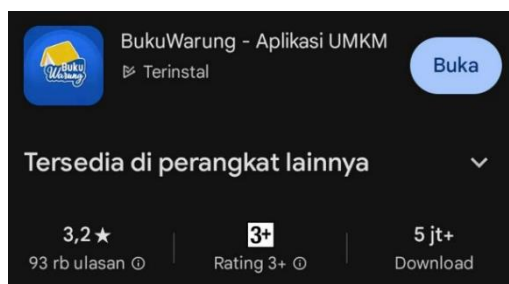 BukuWarung - Aplikasi UMKM
Buku
Warung
Terinstal
Buka
Tersedia di perangkat lainnya
3,2★ 3+ 5 jt+
93 rb ulasan Rating 3+ Download